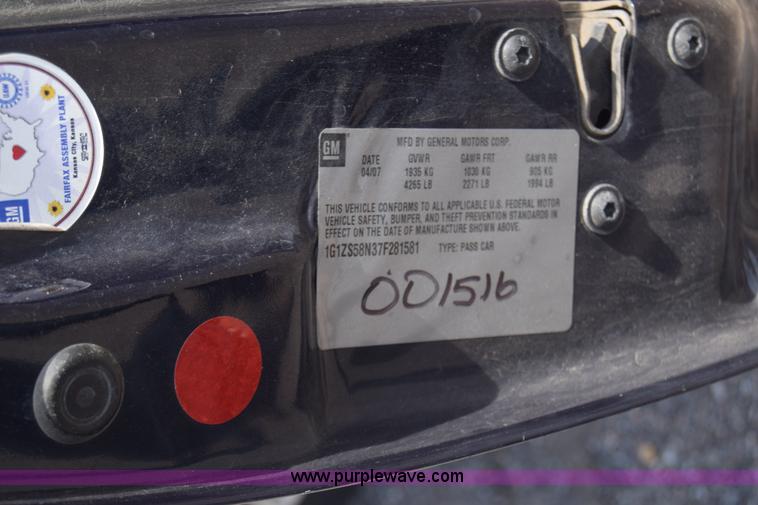 GM
MFD BY GENERAL MOTORS CORP.
DATE GVWR GAWR FRT GAWR RR
04/07 1935 KG 1030 KG 905 KG
4265 LB 2271 LB 1994 LB
THIS VEHICLE CONFORMS TO ALL APPLICABLE U.S. FEDERAL MOTOR
VEHICLE SAFETY, BUMPER, AND THEFT PREVENTION STANDARDS IN
EFFECT ON THE DATE OF MANUFACTURE SHOWN ABOVE.
1G1ZS58N37F281581 TYPE: PASS CAR
001516
FAIRFAX ASSEMBLY PLANT
Kansas City, Kansas
UAW
GM
www.purplewave.com